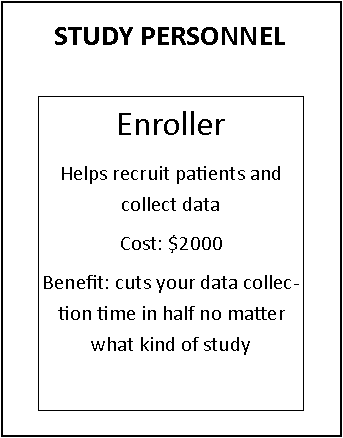 STUDY PERSONNEL
Enroller
Helps recruit patients and
collect data
Cost: $2000
Benefit: cuts your data collec-
tion time in half no matter
what kind of study